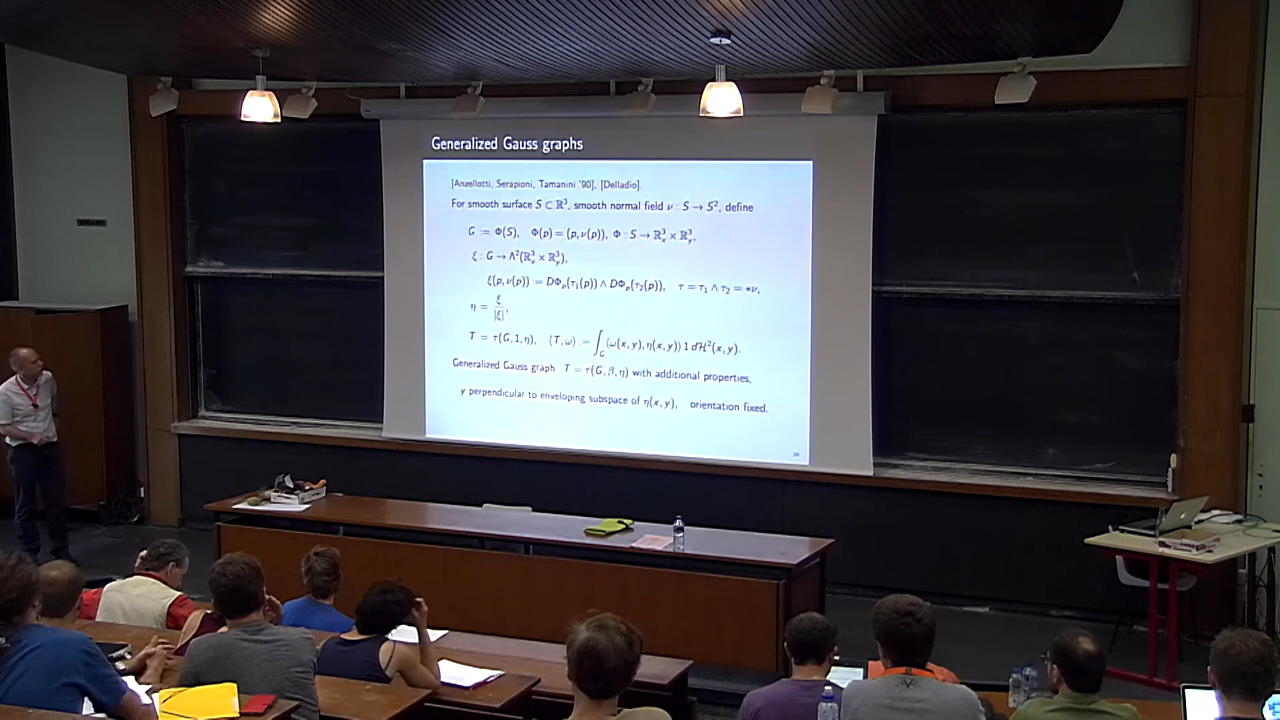 Generalized Gauss graphs
[Anzellotti, Serapioni, Tamanini '90], [Delladio].
For smooth surface S ⊂ ℝ³, smooth normal field ν : S → S², define
G := Φ(S), Φ(p) = (p, ν(p)), Φ : S → ℝ³ₓ × ℝ³ᵧ,
ξ : G → Λ²(ℝ³ₓ × ℝ³ᵧ),
ξ(p, ν(p)) := DΦₚ(τ₁(p)) ∧ DΦₚ(τ₂(p)), τ = τ₁ ∧ τ₂ = *ν,
η = ξ/|ξ|,
T = τ(G, 1, η), ⟨T, ω⟩ := ∫_G ⟨ω(x, y), η(x, y)⟩ 1 dℋ²(x, y).
Generalized Gauss graph T = τ(G, β, η) with additional properties,
y perpendicular to enveloping subspace of η(x, y), orientation fixed.